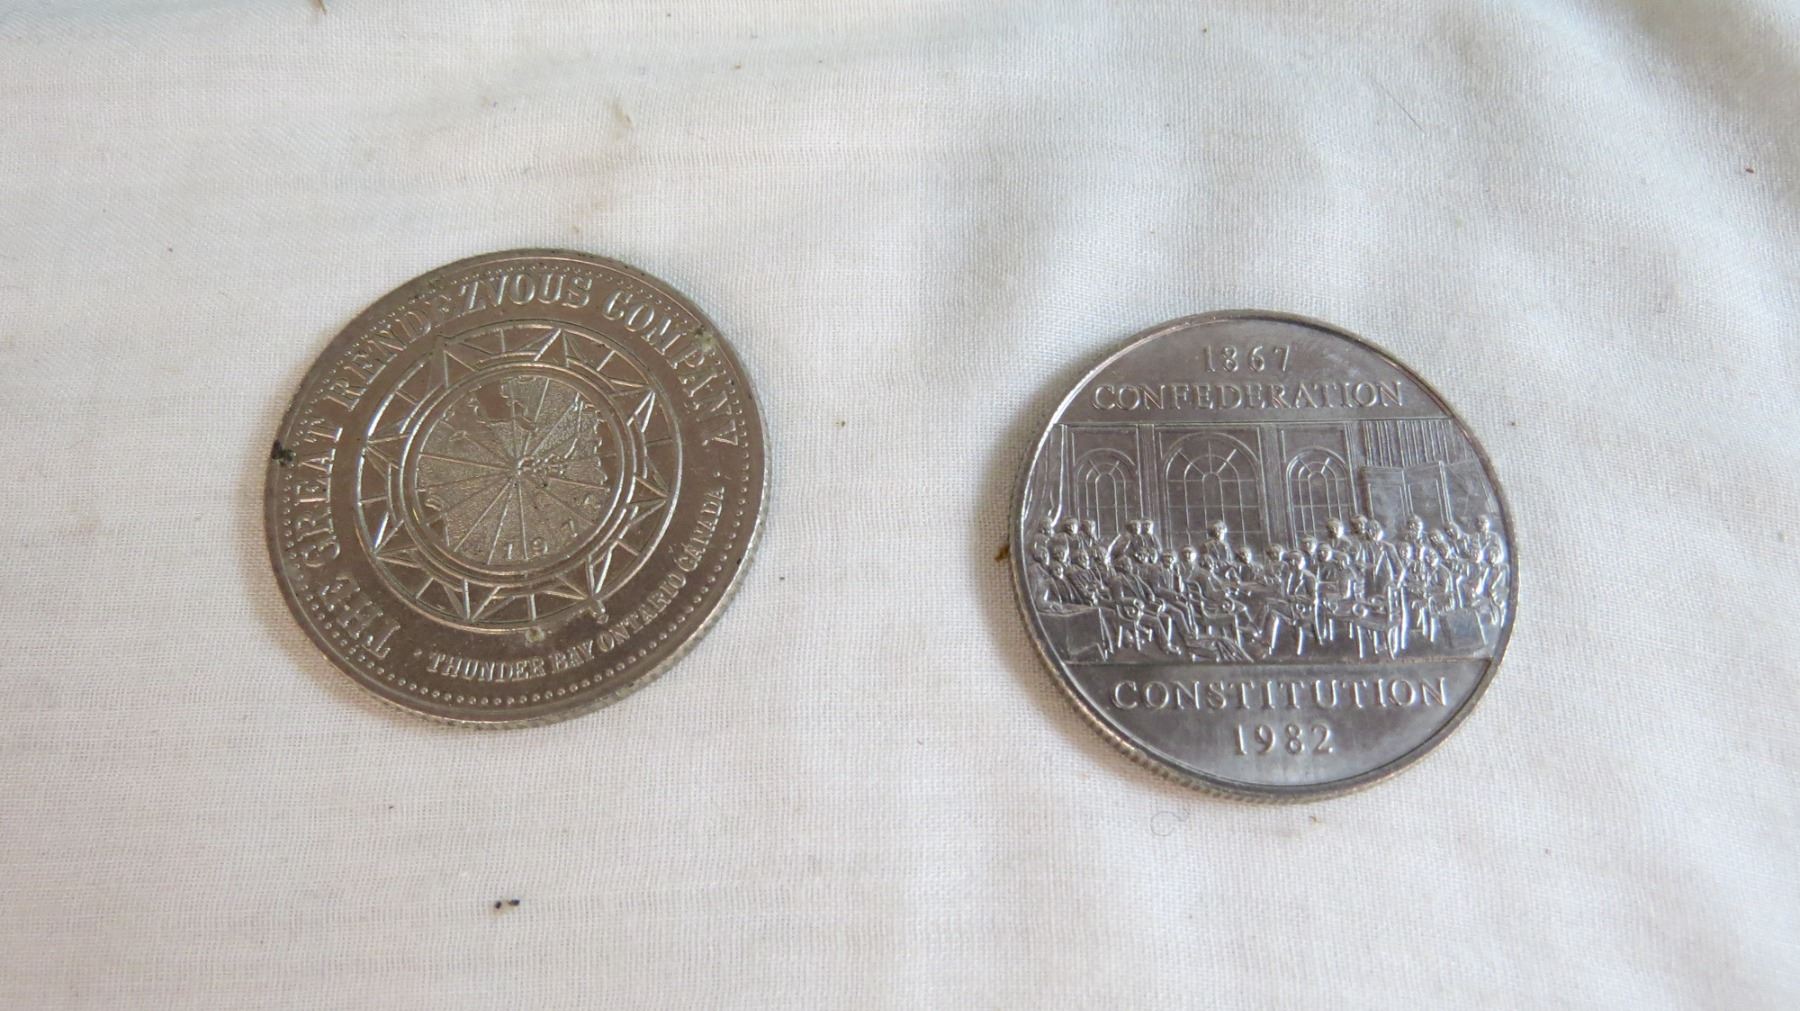 THE GREAT RENDEZVOUS COMPANY
THUNDER BAY ONTARIO CANADA
1867
CONFEDERATION
CONSTITUTION
1982